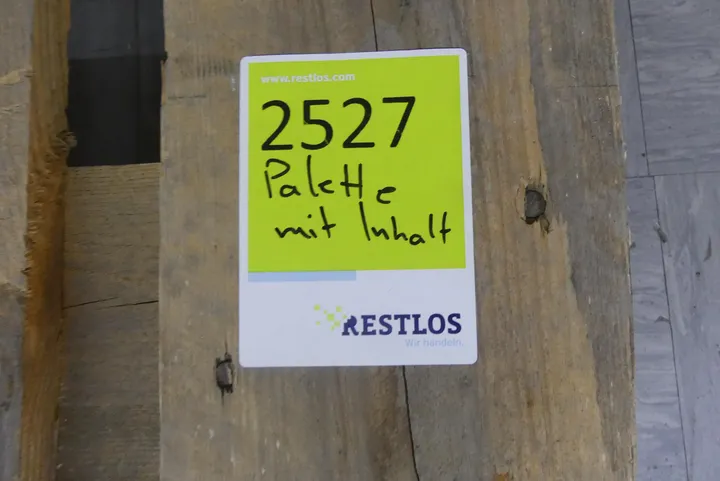 www.restlos.com
2527
Palette
mit Inhalt
RESTLOS
Wir handeln.